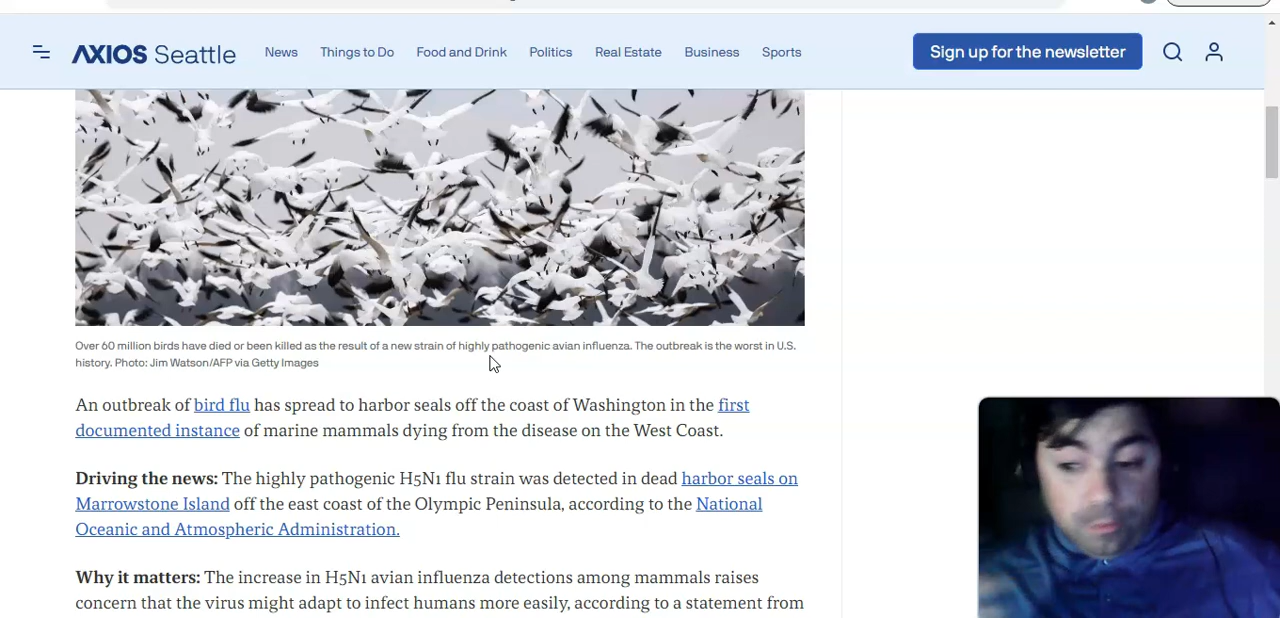 AXIOS Seattle News Things to Do Food and Drink Politics Real Estate Business Sports Sign up for the newsletter
Over 60 million birds have died or been killed as the result of a new strain of highly pathogenic avian influenza. The outbreak is the worst in U.S.
history. Photo: Jim Watson/AFP via Getty Images
An outbreak of bird flu has spread to harbor seals off the coast of Washington in the first
documented instance of marine mammals dying from the disease on the West Coast.
Driving the news: The highly pathogenic H5N1 flu strain was detected in dead harbor seals on
Marrowstone Island off the east coast of the Olympic Peninsula, according to the National
Oceanic and Atmospheric Administration.
Why it matters: The increase in H5N1 avian influenza detections among mammals raises
concern that the virus might adapt to infect humans more easily, according to a statement from